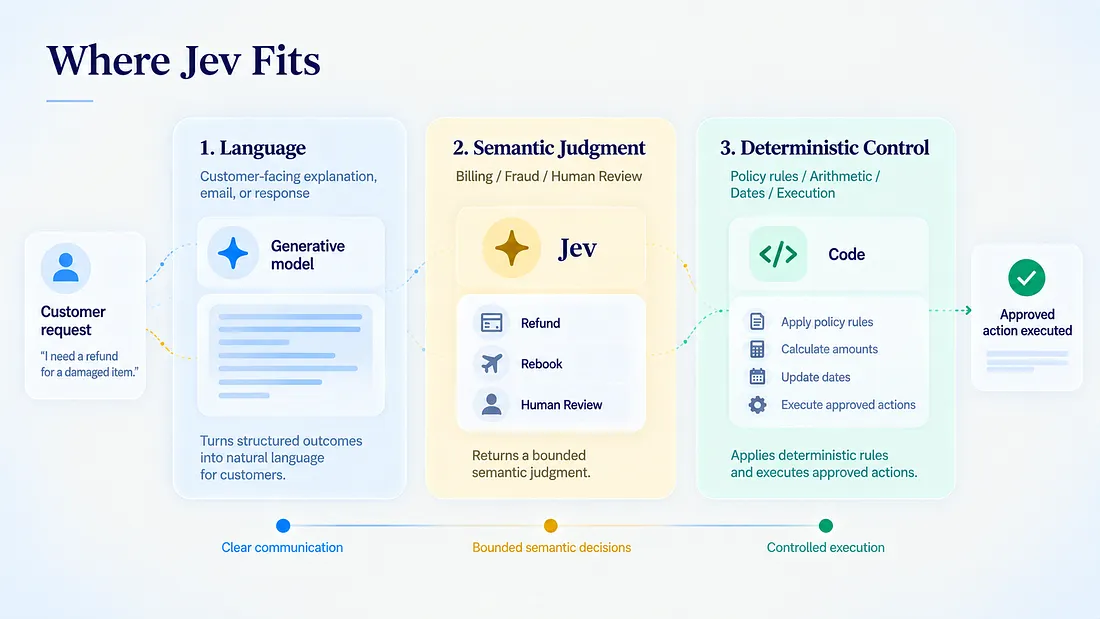 Where Jev Fits
Customer
request
"I need a refund
for a damaged item."
1. Language
Customer-facing explanation,
email, or response
Generative
model
Turns structured outcomes
into natural language
for customers.
2. Semantic Judgment
Billing / Fraud / Human Review
Jev
Refund
Rebook
Human Review
Returns a bounded
semantic judgment.
3. Deterministic Control
Policy rules / Arithmetic /
Dates / Execution
Code
Apply policy rules
Calculate amounts
Update dates
Execute approved actions
Applies deterministic rules
and executes approved actions.
Approved
action executed
Clear communication
Bounded semantic decisions
Controlled execution